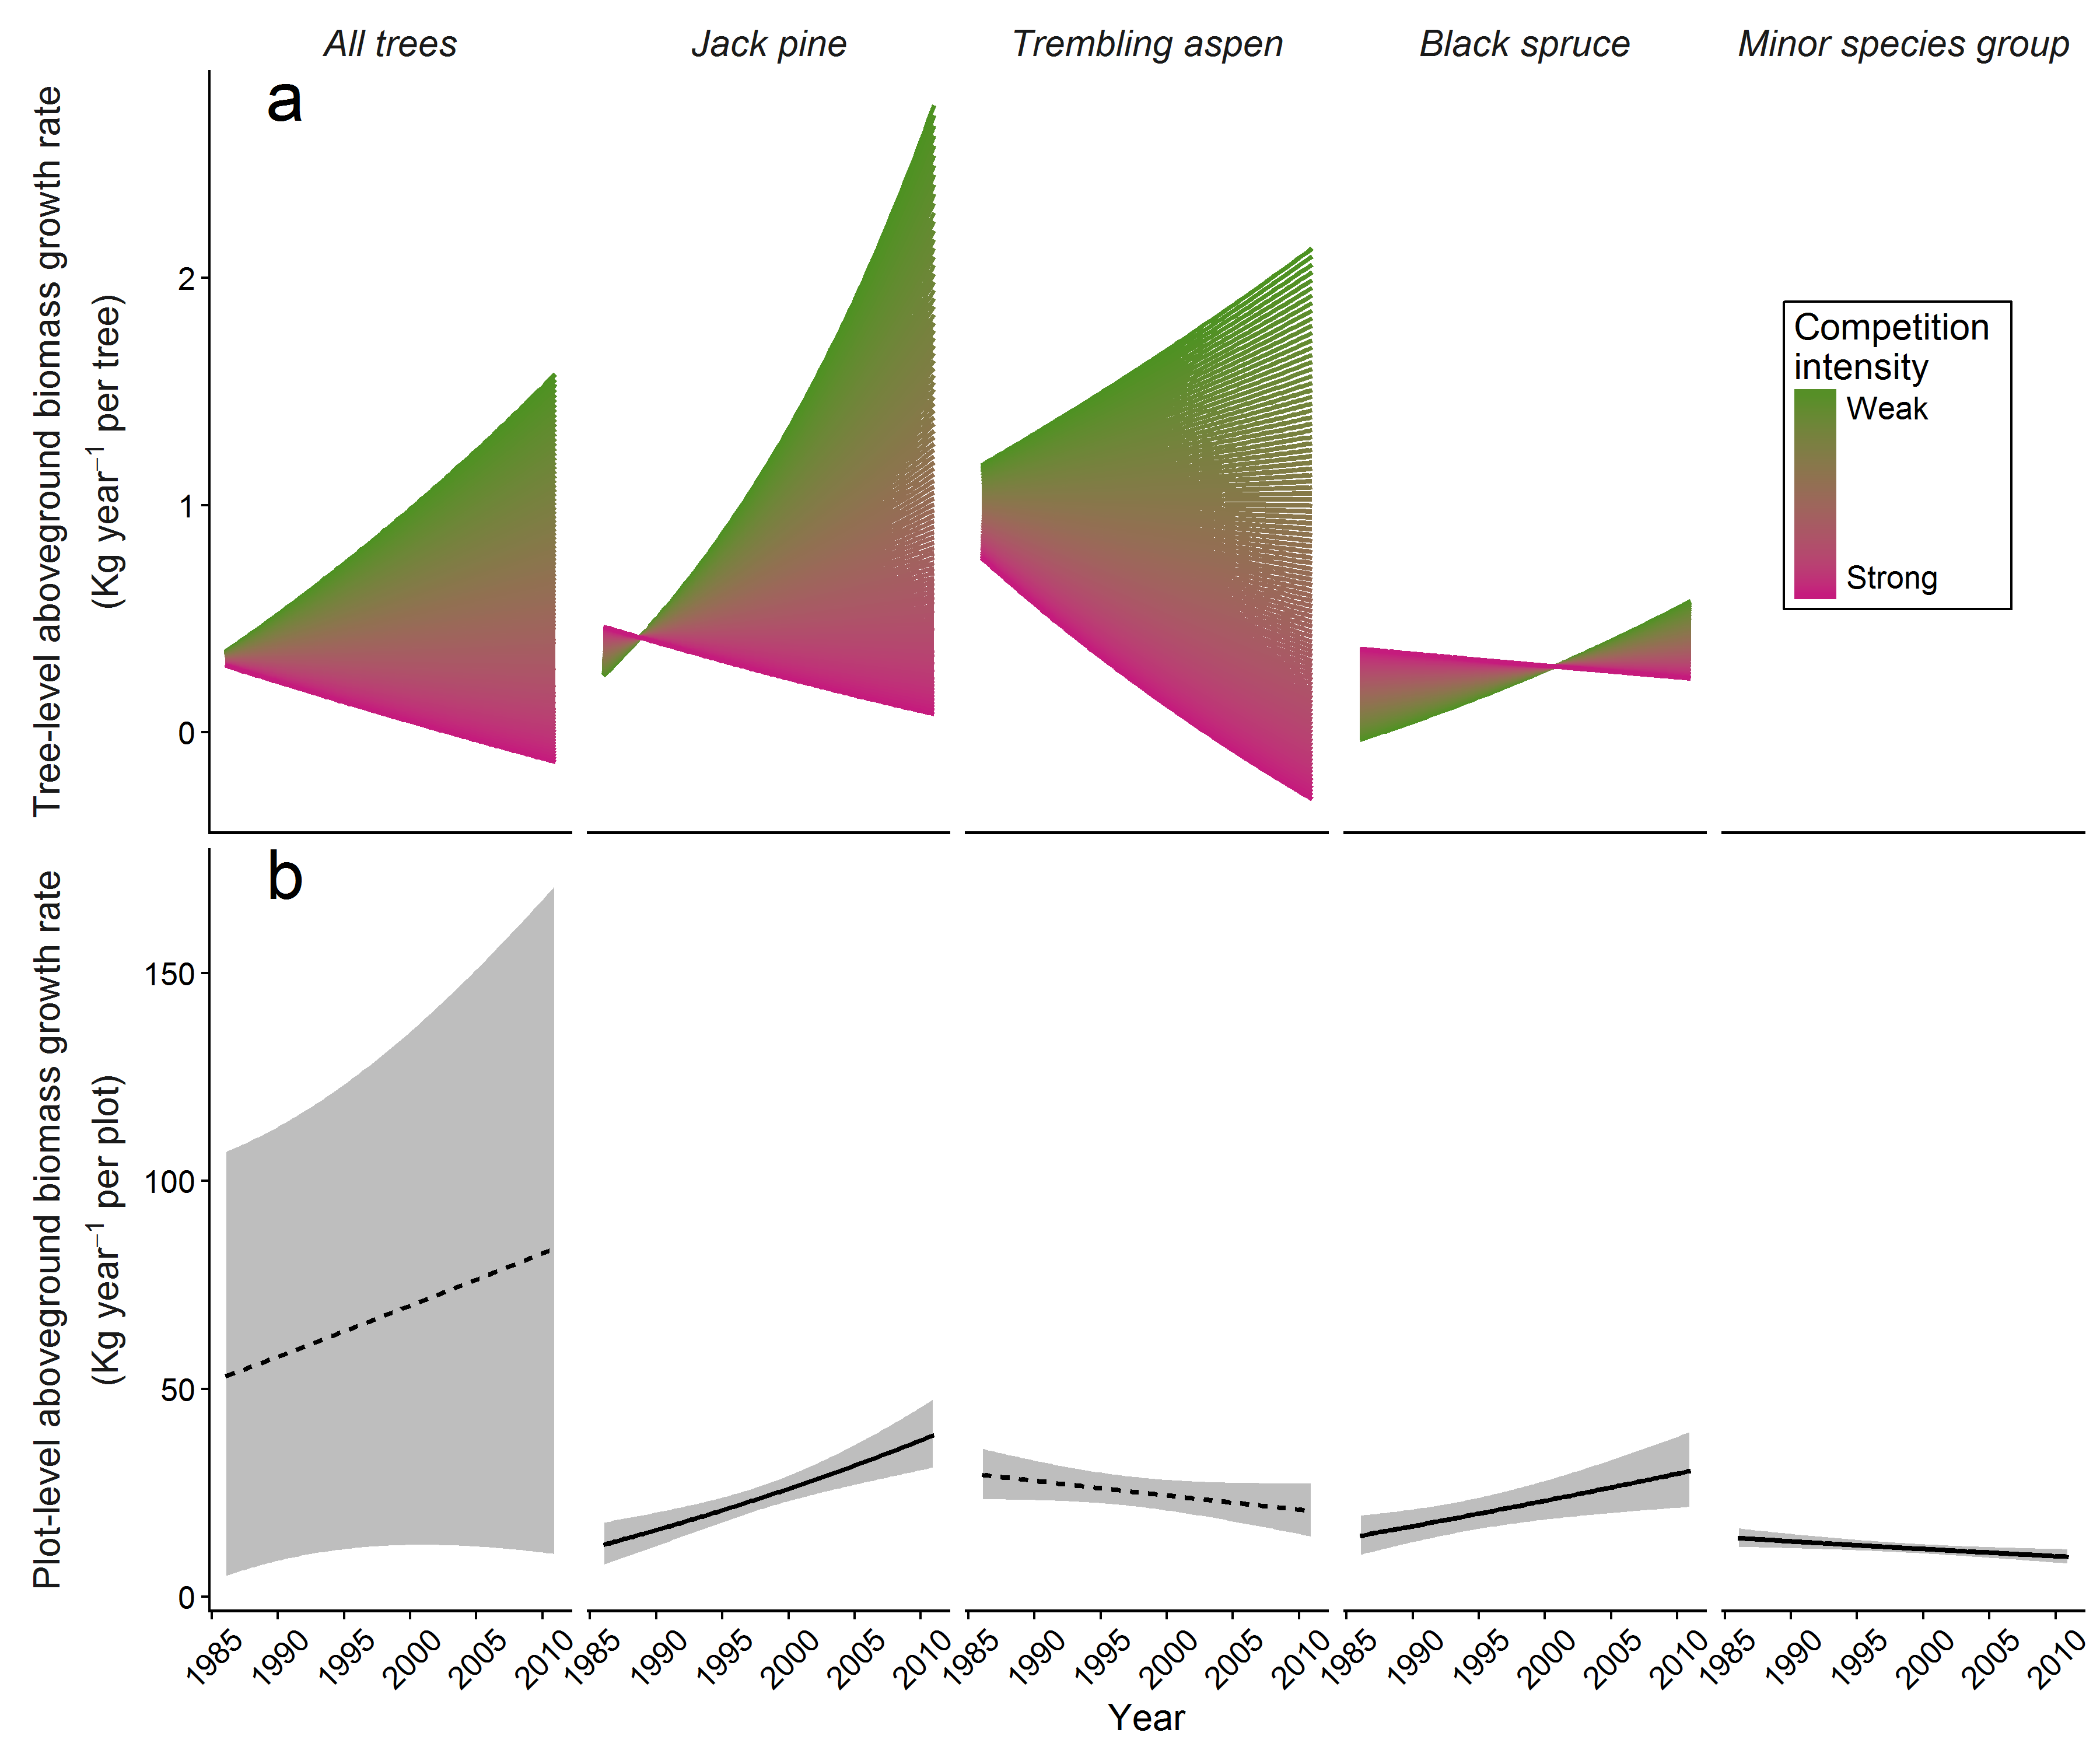 All trees
Jack pine
Trembling aspen
Black spruce
Minor species group
a
Tree-level aboveground biomass growth rate
(Kg year⁻¹ per tree)
2
1
0
Competition
intensity
Weak
Strong
b
Plot-level aboveground biomass growth rate
(Kg year⁻¹ per plot)
150
100
50
0
1985 1990 1995 2000 2005 2010
1985 1990 1995 2000 2005 2010
1985 1990 1995 2000 2005 2010
1985 1990 1995 2000 2005 2010
1985 1990 1995 2000 2005 2010
Year